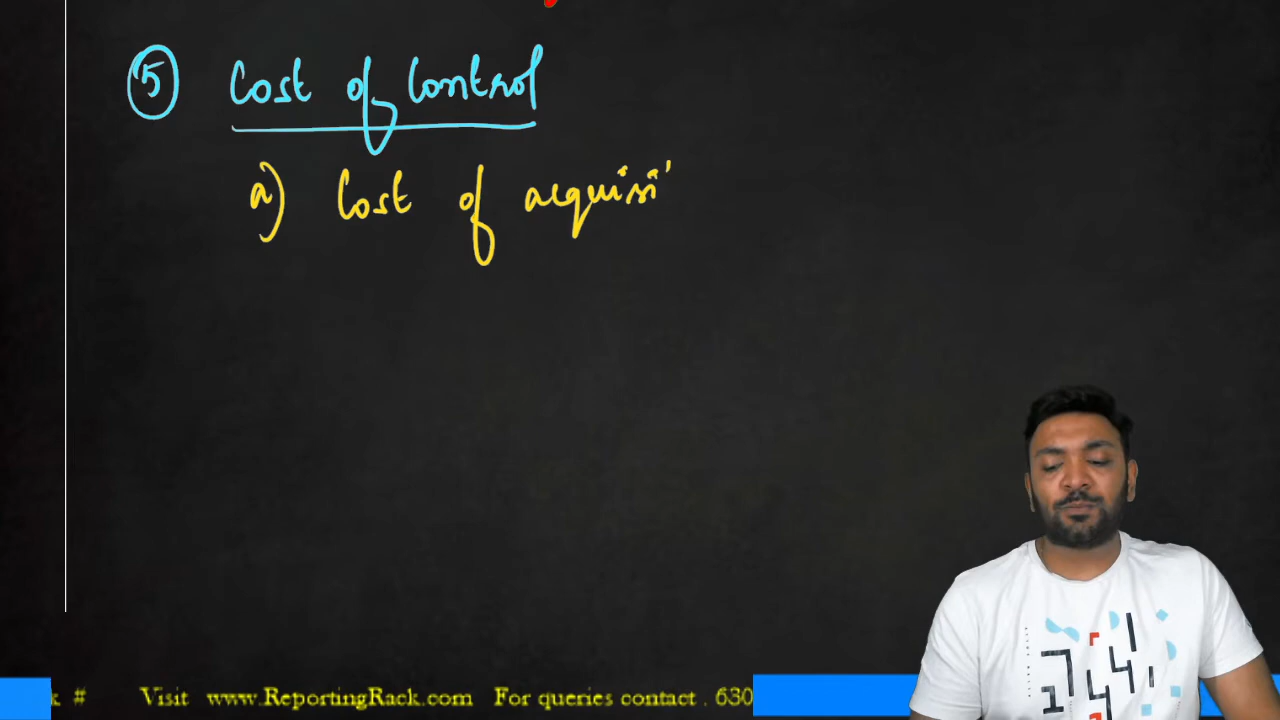 5 Cost of Control
a) Cost of acquisi
# Visit www.ReportingRack.com For queries contact . 630